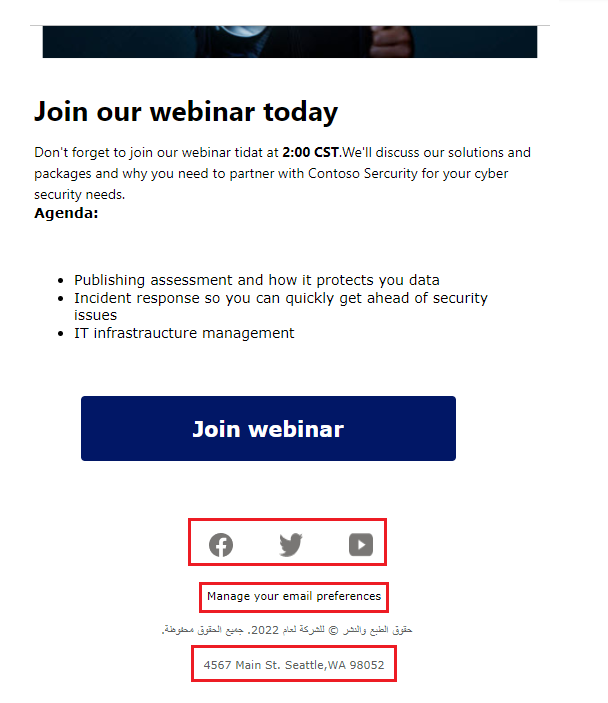 Join our webinar today
Don't forget to join our webinar tidat at 2:00 CST.We'll discuss our solutions and
packages and why you need to partner with Contoso Sercurity for your cyber
security needs.
Agenda:
• Publishing assessment and how it protects you data
• Incident response so you can quickly get ahead of security
issues
• IT infrastraucture management
Join webinar
Manage your email preferences
حقوق الطبع والنشر © للشركة لعام 2022. جميع الحقوق محفوظة.
4567 Main St. Seattle,WA 98052